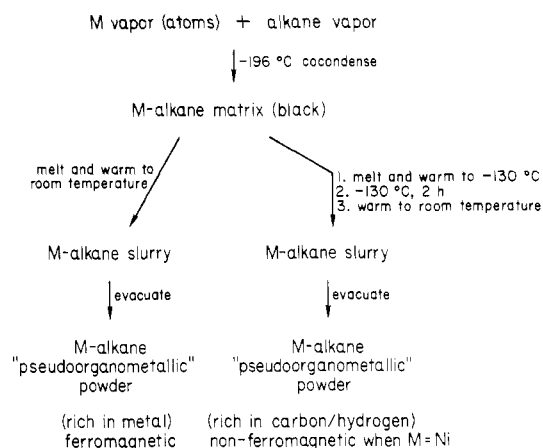 M vapor (atoms) + alkane vapor
-196 °C cocondense
M-alkane matrix (black)
melt and warm to
room temperature
1. melt and warm to -130 °C
2. -130 °C, 2 h
3. warm to room temperature
M-alkane slurry
M-alkane slurry
evacuate
evacuate
M-alkane
"pseudoorganometallic"
powder
M-alkane
"pseudoorganometallic"
powder
(rich in metal)
ferromagnetic
(rich in carbon/hydrogen)
non-ferromagnetic when M=Ni